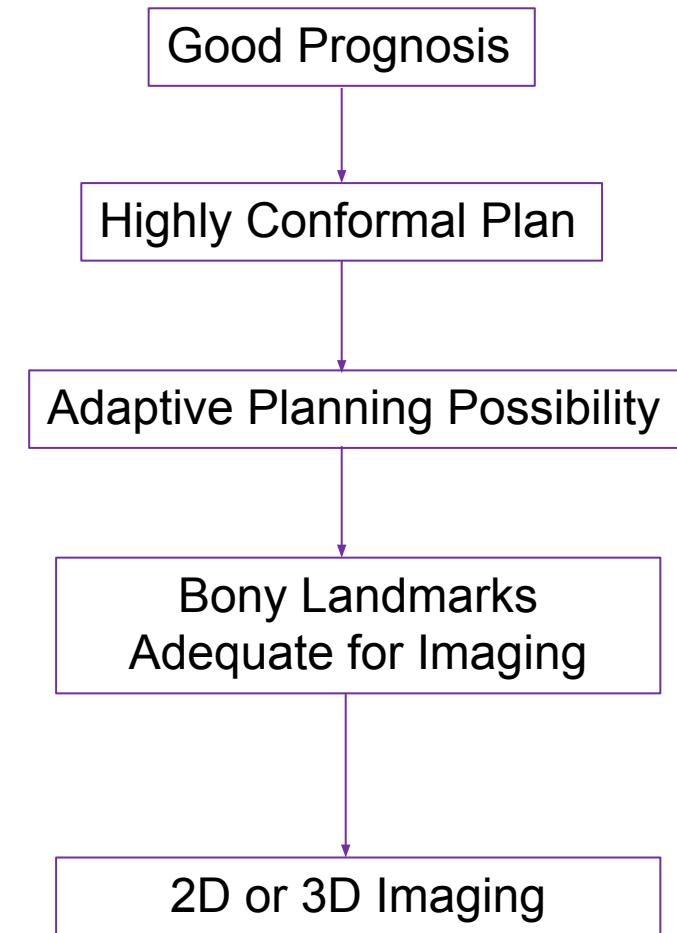 Good Prognosis
Highly Conformal Plan
Adaptive Planning Possibility
Bony Landmarks
Adequate for Imaging
2D or 3D Imaging